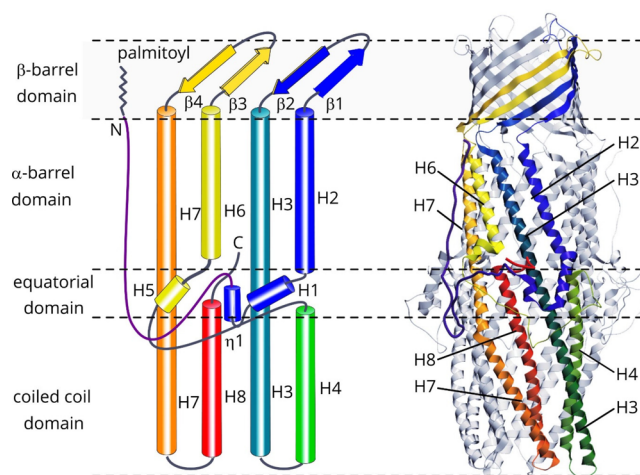 palmitoyl
β-barrel
domain
β4
β3
β2
β1
N
α-barrel
domain
H7
H6
H3
H2
C
equatorial
domain
H5
H1
η1
coiled coil
domain
H7
H8
H3
H4
H2
H6
H3
H7
H8
H4
H7
H3